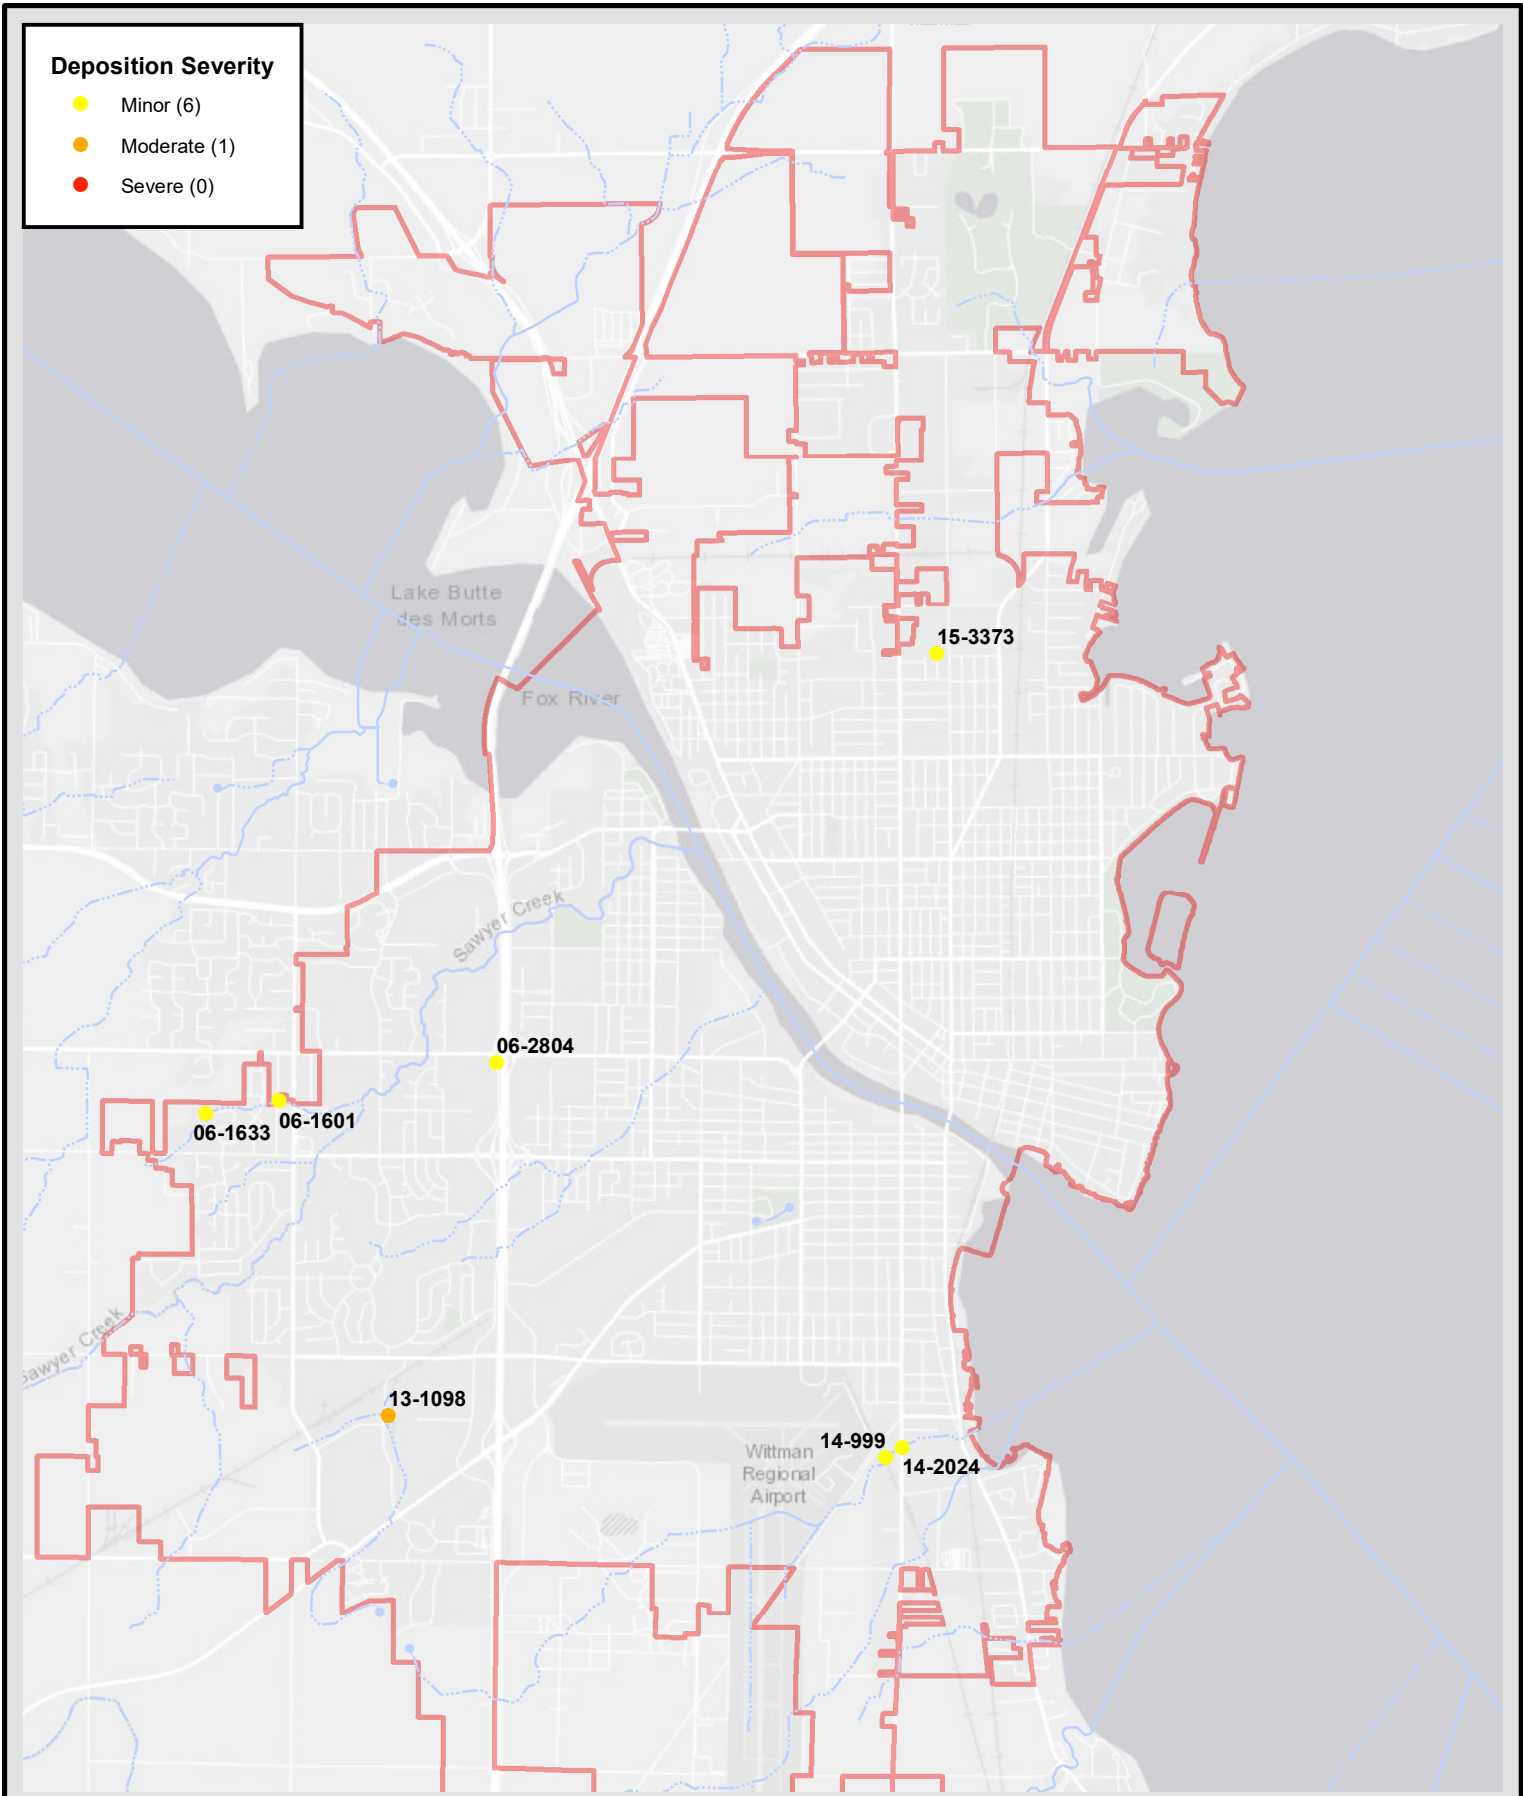 Deposition Severity
Minor (6)
Moderate (1)
Severe (0)
Lake Butte
des Morts
15-3373
Fox River
Sawyer Creek
06-2804
06-1601
06-1633
Sawyer Creek
13-1098
14-999
14-2024
Wittman
Regional
Airport